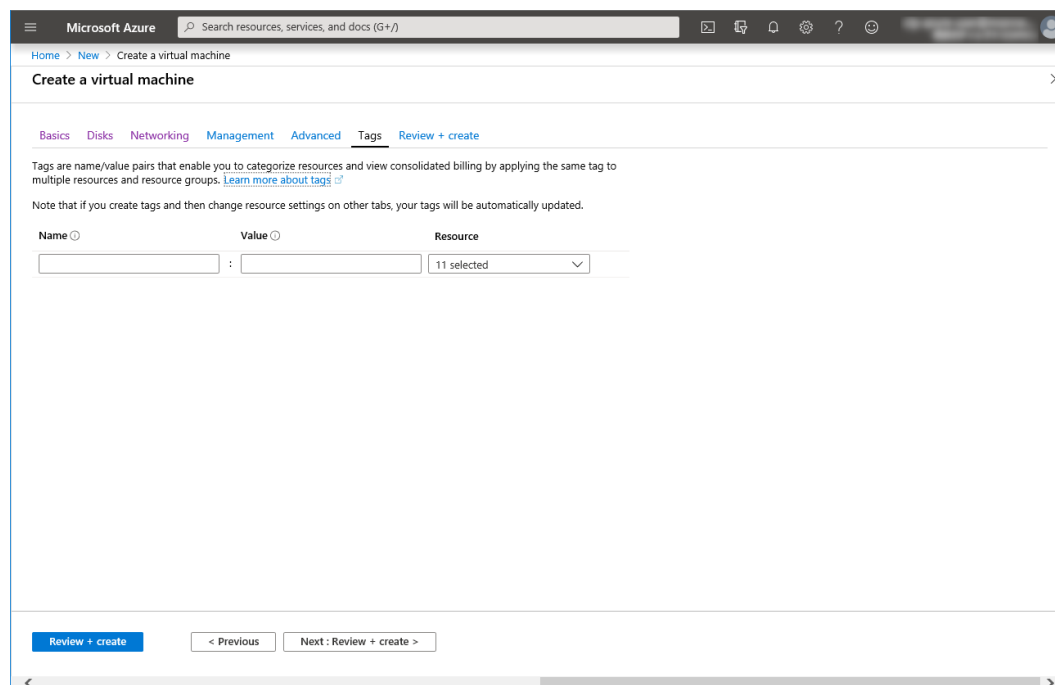 Microsoft Azure
Search resources, services, and docs (G+/)
Home > New > Create a virtual machine
Create a virtual machine
Basics Disks Networking Management Advanced Tags Review + create
Tags are name/value pairs that enable you to categorize resources and view consolidated billing by applying the same tag to
multiple resources and resource groups. Learn more about tags
Note that if you create tags and then change resource settings on other tabs, your tags will be automatically updated.
Name Value Resource
: 11 selected
Review + create < Previous Next : Review + create >